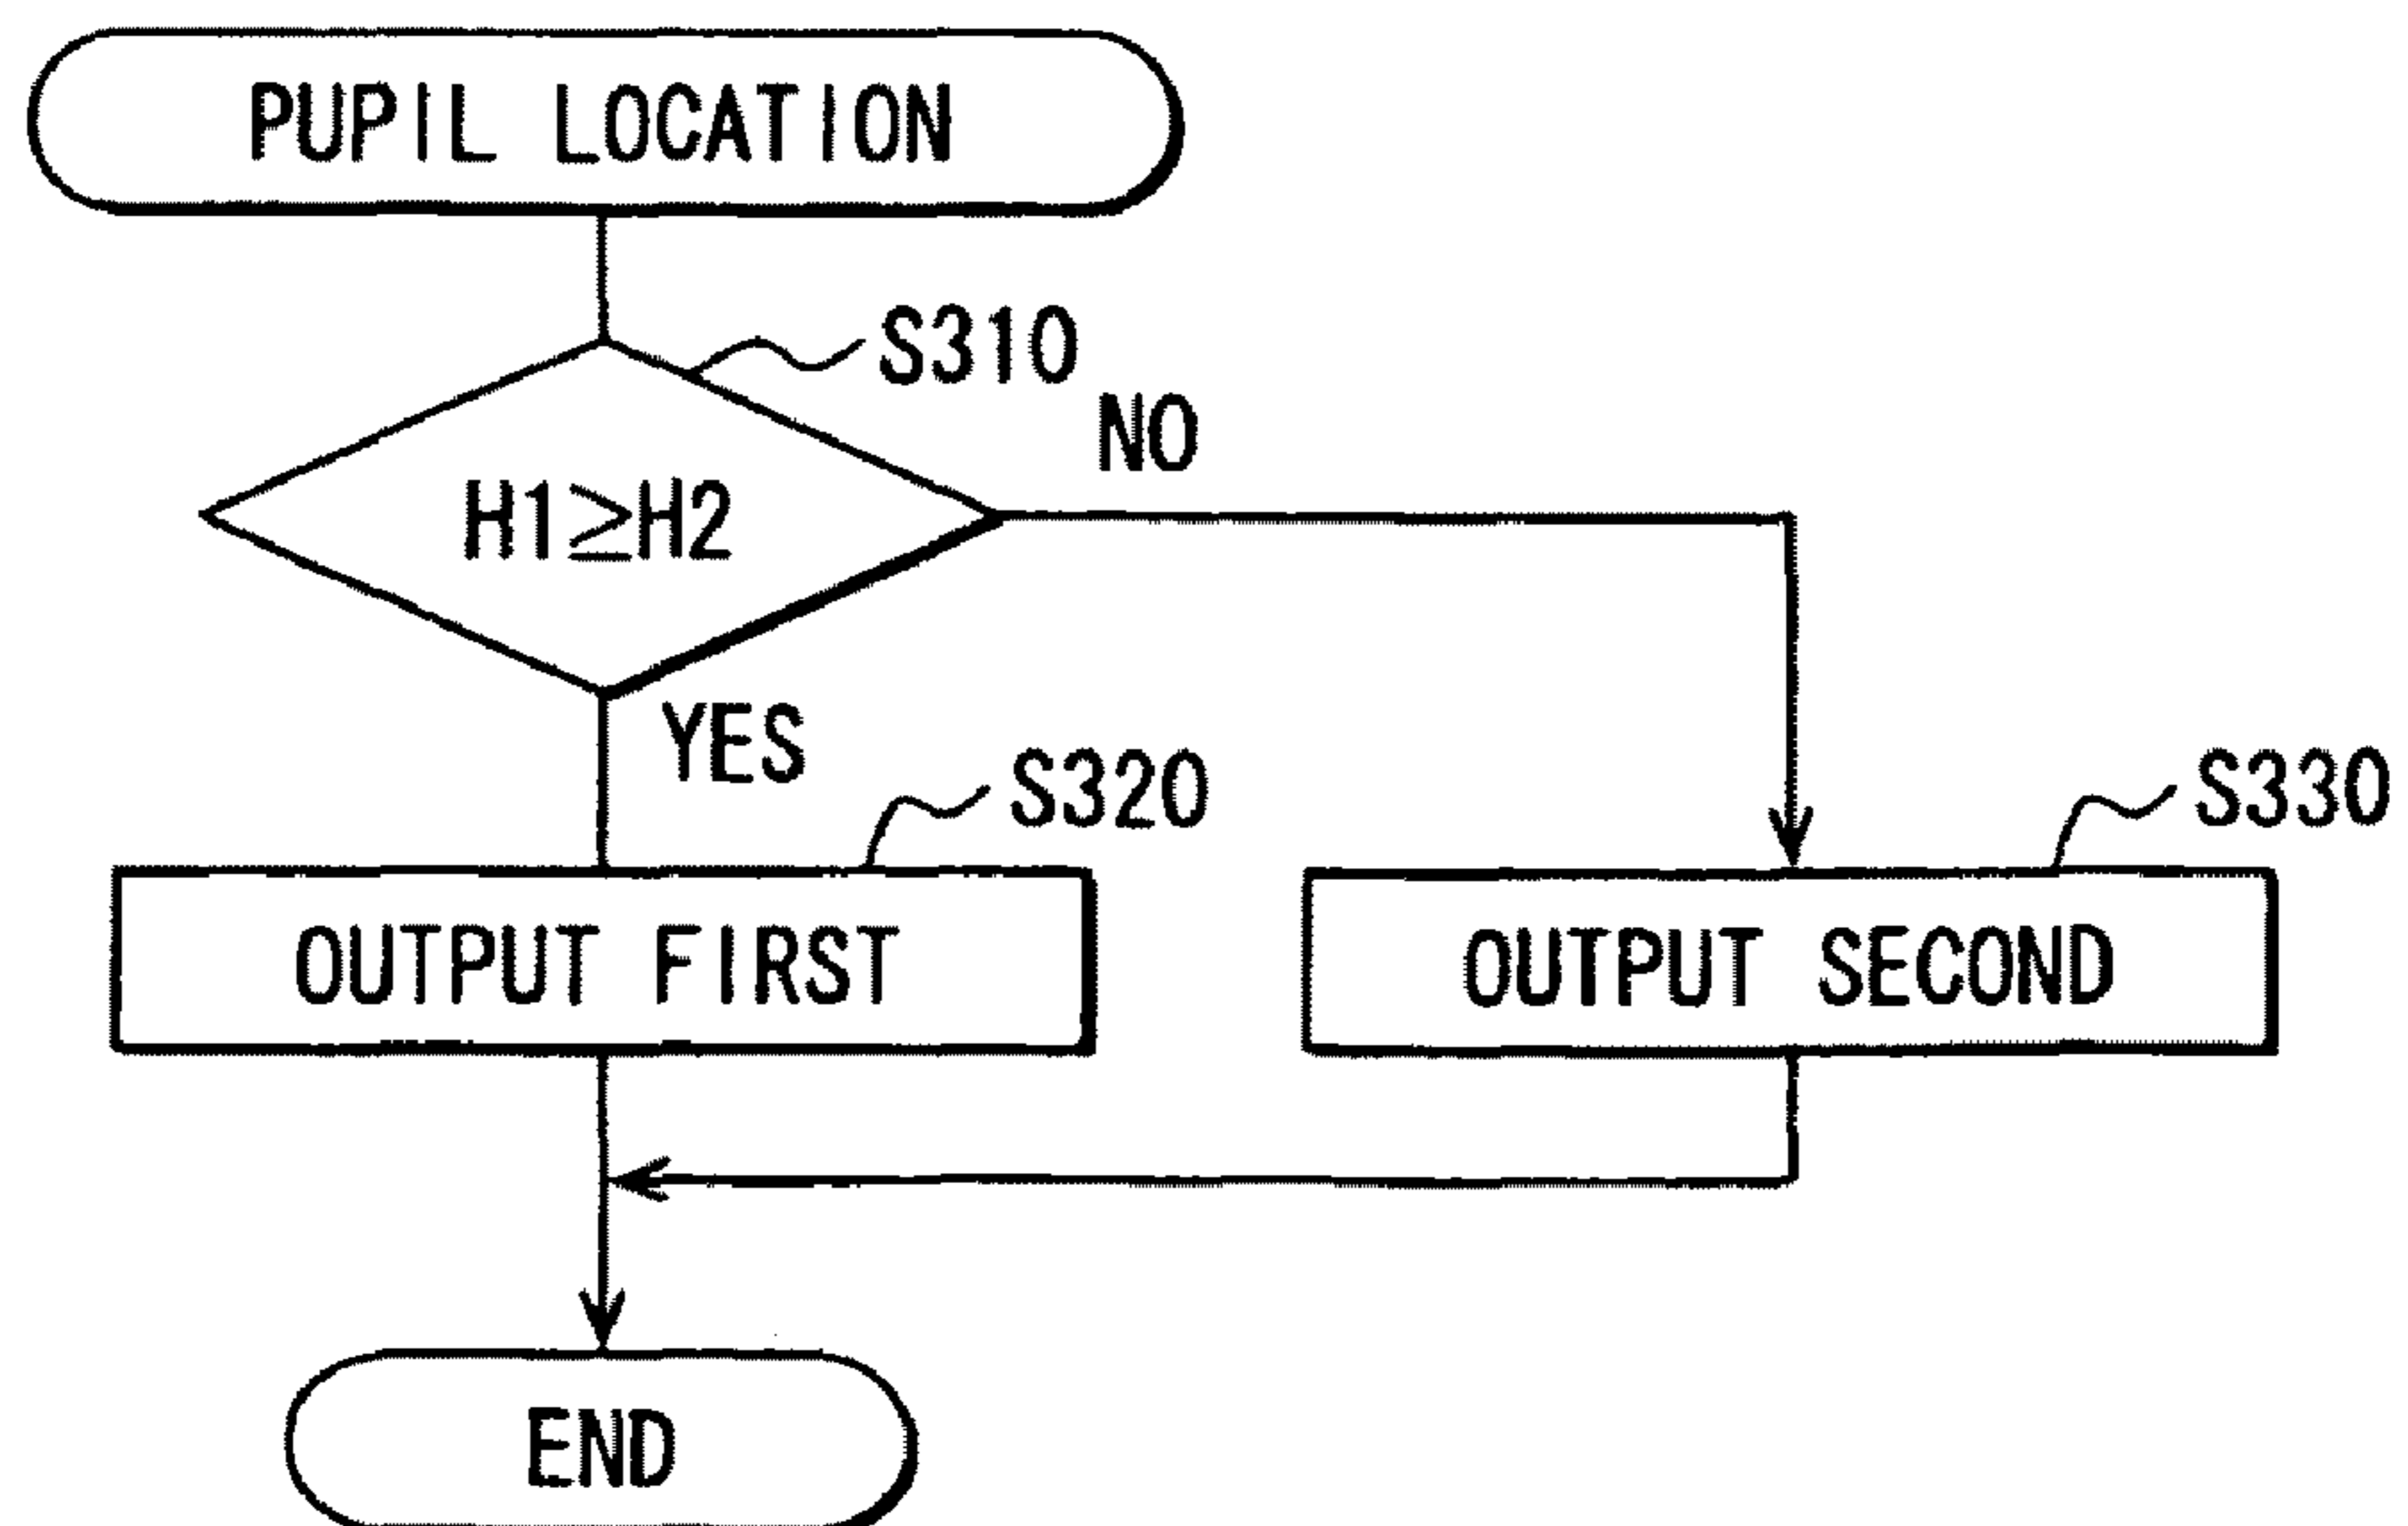 PUPIL LOCATION
S310
NO
H1≧H2
YES
S320
S330
OUTPUT FIRST
OUTPUT SECOND
END